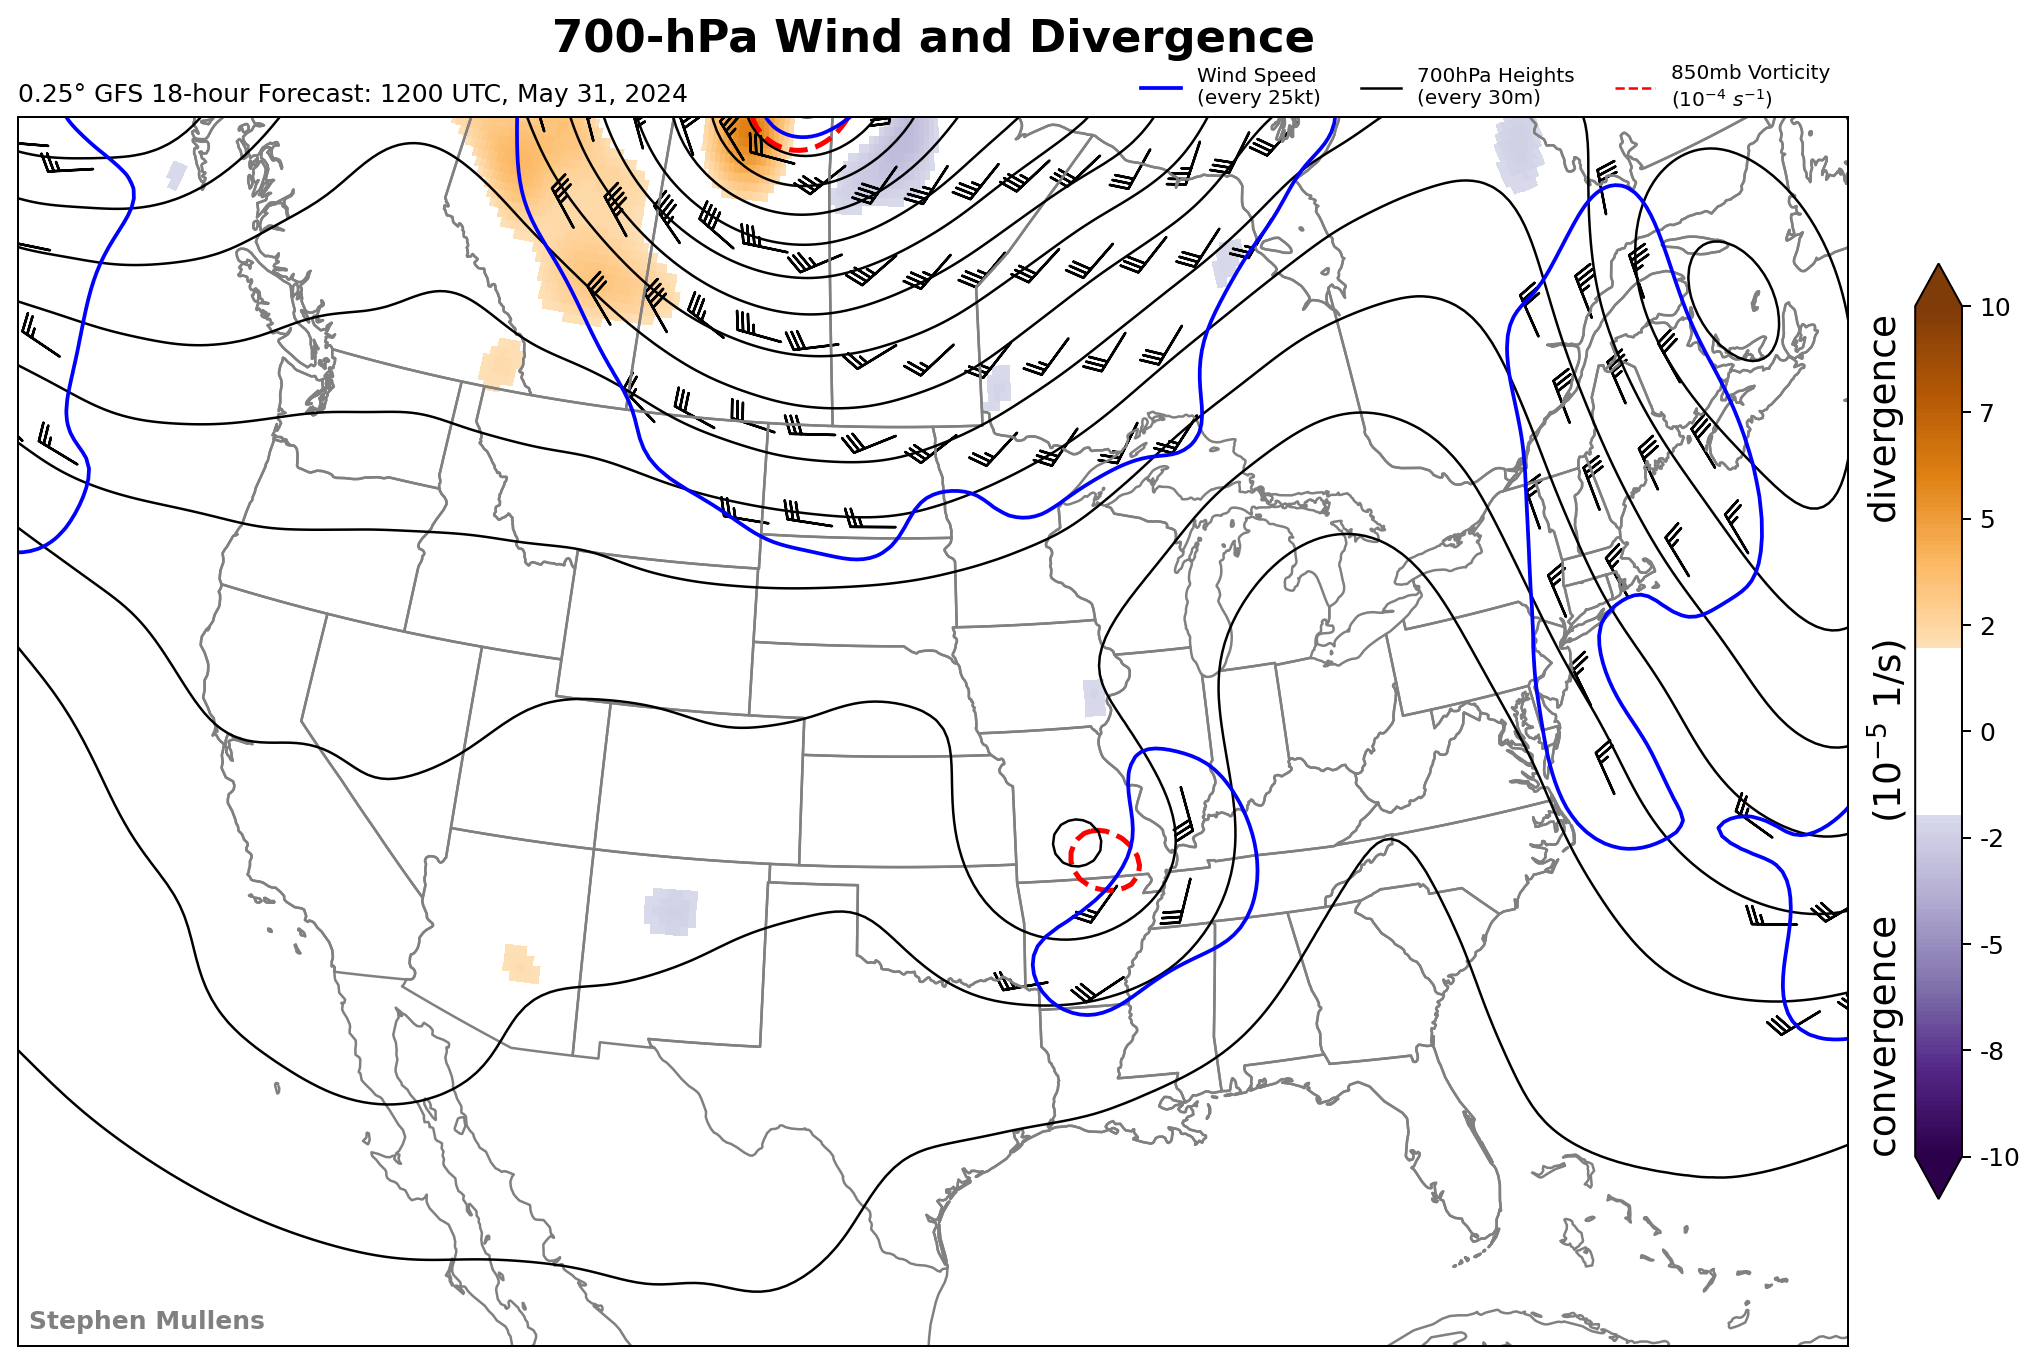 700-hPa Wind and Divergence
0.25° GFS 18-hour Forecast: 1200 UTC, May 31, 2024
Wind Speed
(every 25kt)
700hPa Heights
(every 30m)
850mb Vorticity
(10⁻⁴ s⁻¹)
10
7
5
2
0
-2
-5
-8
-10
convergence (10⁻⁵ 1/s) divergence
Stephen Mullens